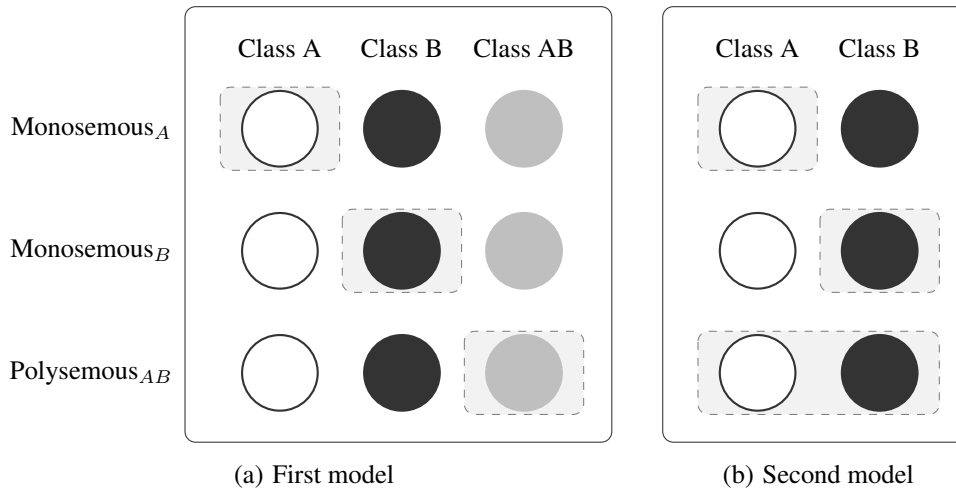 Class A Class B Class AB Class A Class B
Monosemous_A
Monosemous_B
Polysemous_AB
(a) First model (b) Second model